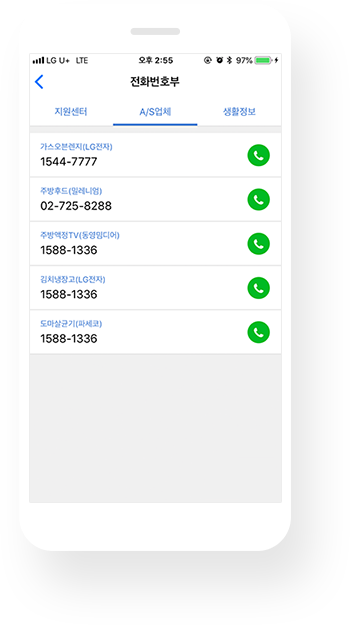 LG U+ LTE 오후 2:55 97%
전화번호부
지원센터 A/S업체 생활정보
가스오븐렌지(LG전자)
1544-7777
주방후드(밀레니엄)
02-725-8288
주방액정TV(동양임디어)
1588-1336
김치냉장고(LG전자)
1588-1336
도마살균기(파세코)
1588-1336